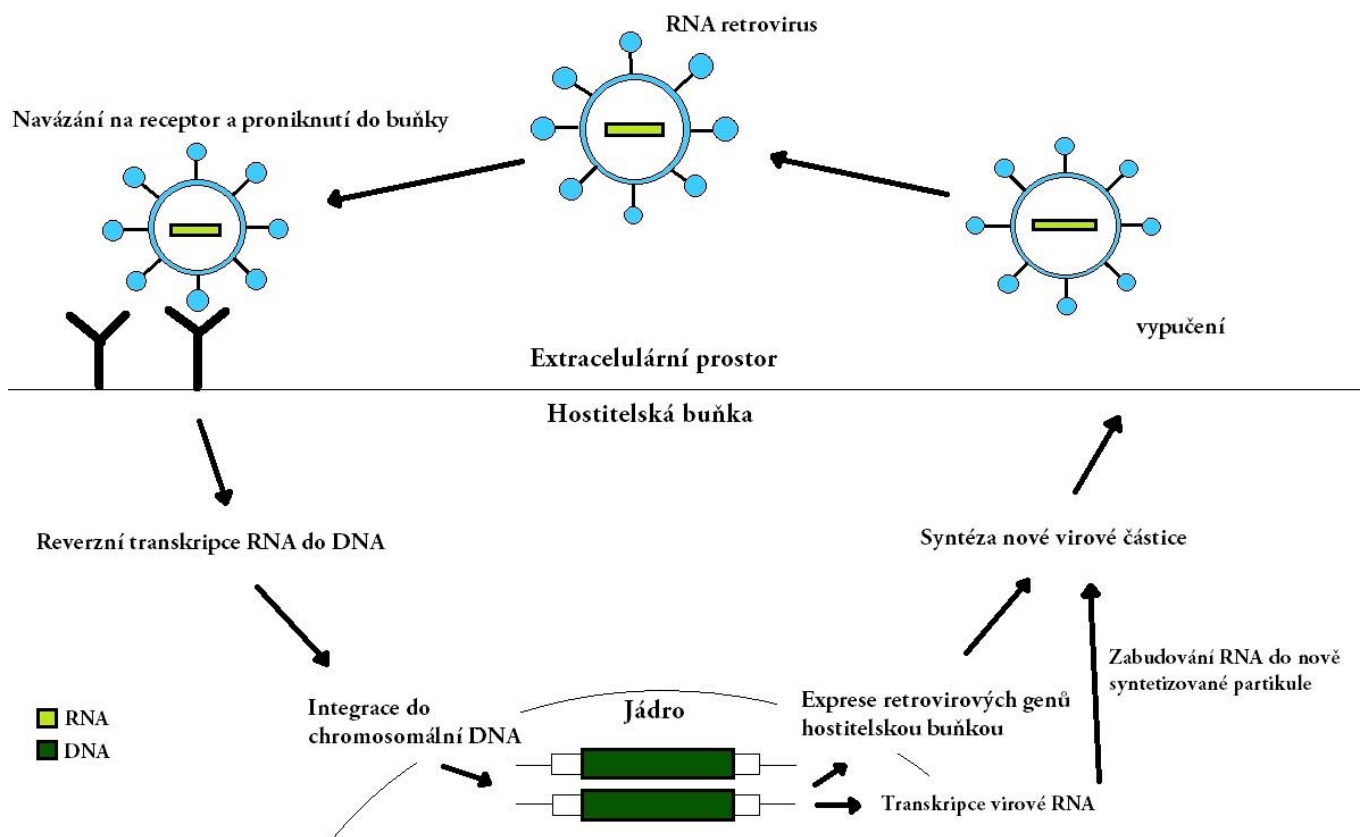 RNA retrovirus
Navázání na receptor a proniknutí do buňky
vypučení
Extracelulární prostor
Hostitelská buňka
Reverzní transkripce RNA do DNA
Syntéza nové virové částice
Zabudování RNA do nově
syntetizované partikule
Integrace do
chromosomální DNA
Jádro
Exprese retrovirových genů
hostitelskou buňkou
Transkripce virové RNA
RNA
DNA